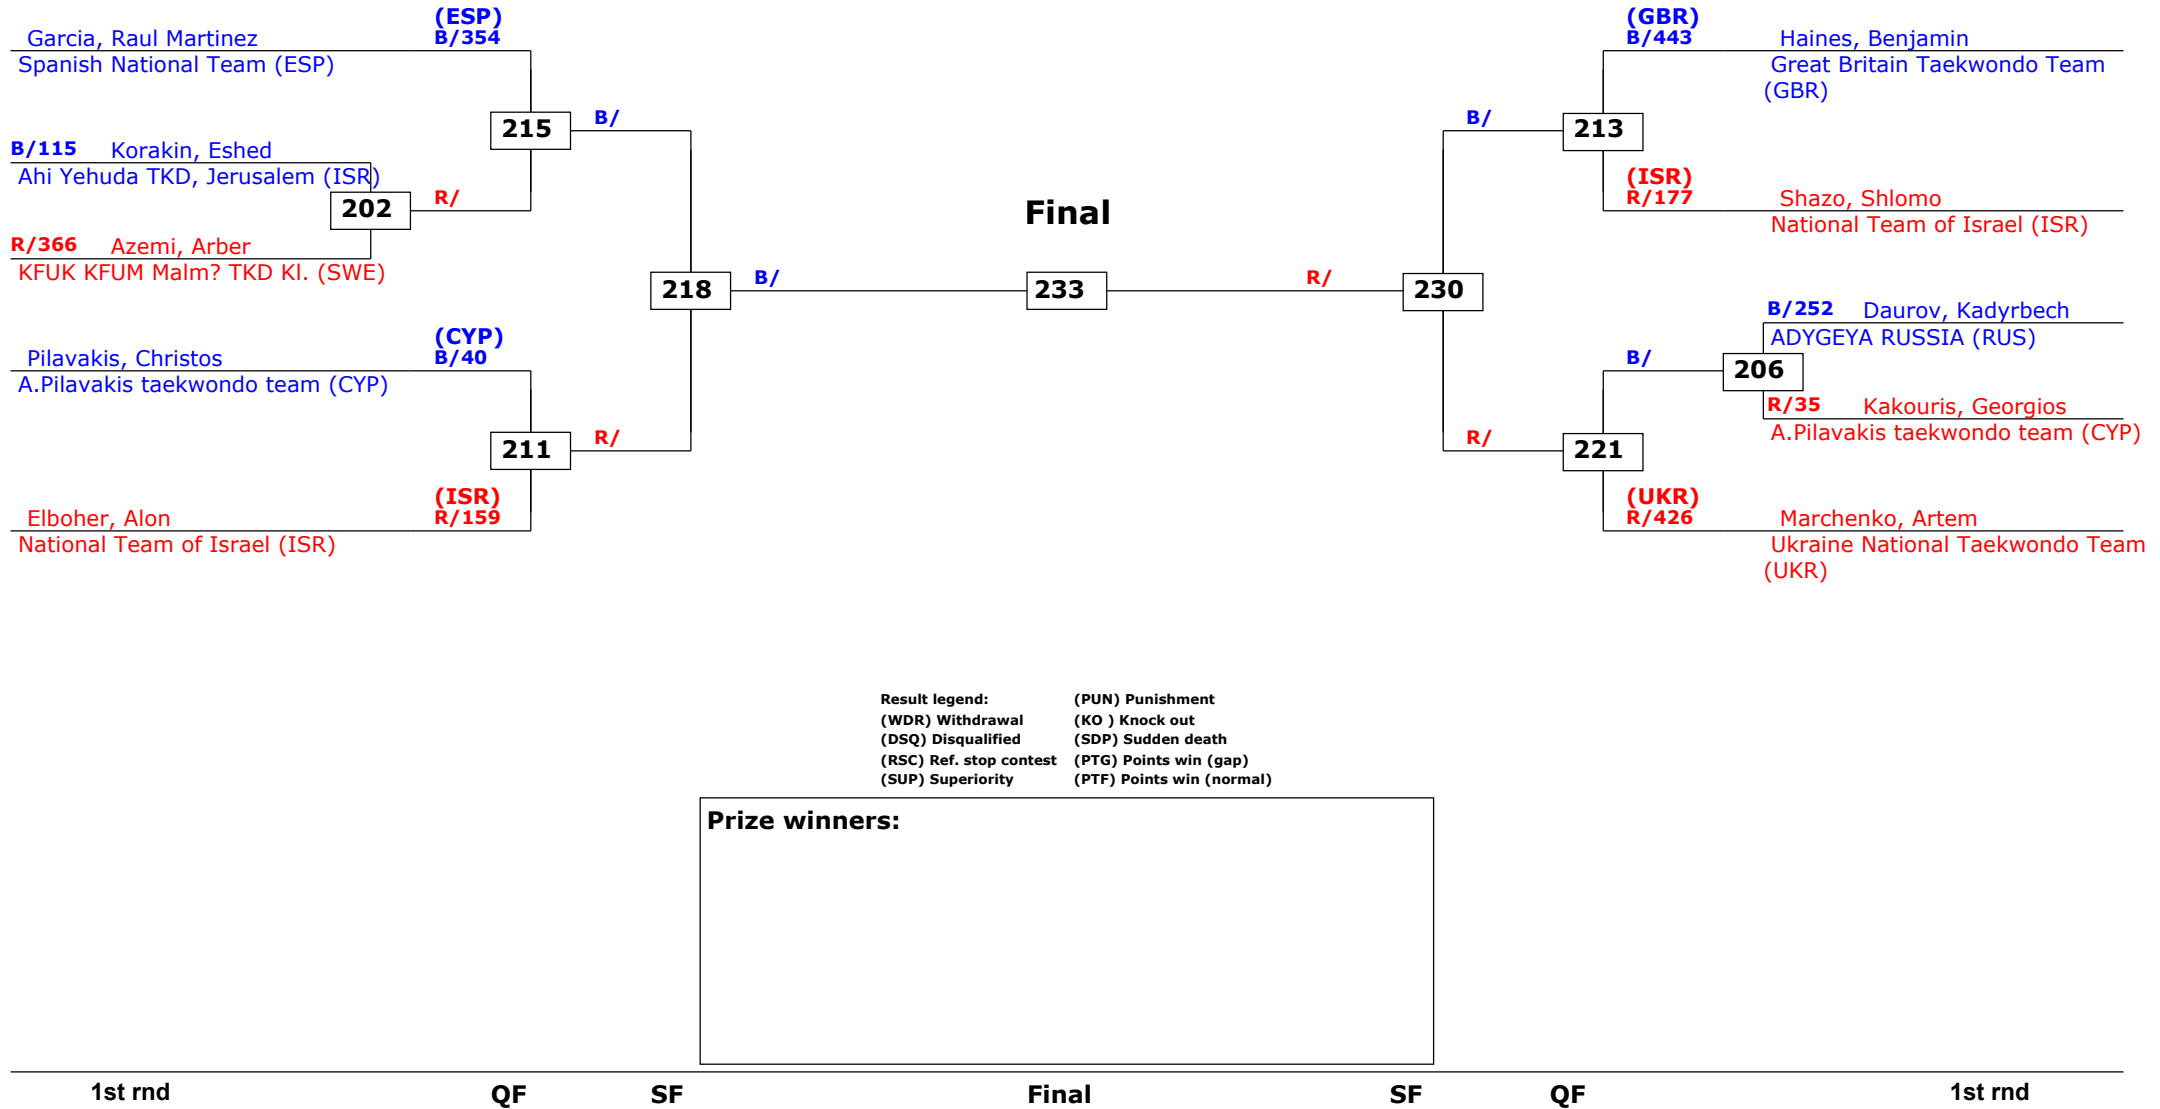 (ESP)
Garcia, Raul Martinez B/354
Spanish National Team (ESP)
215
B/
B/115 Korakin, Eshed
Ahi Yehuda TKD, Jerusalem (ISR)
202
R/
R/366 Azemi, Arber
KFUK KFUM Malm? TKD Kl. (SWE)
218
B/
(CYP)
Pilavakis, Christos B/40
A.Pilavakis taekwondo team (CYP)
211
R/
(ISR)
Elboher, Alon R/159
National Team of Israel (ISR)
Final
233
(GBR)
B/443 Haines, Benjamin
Great Britain Taekwondo Team
(GBR)
B/
213
(ISR)
R/177 Shazo, Shlomo
National Team of Israel (ISR)
R/
230
B/252 Daurov, Kadyrbech
ADYGEYA RUSSIA (RUS)
B/
206
R/35 Kakouris, Georgios
A.Pilavakis taekwondo team (CYP)
R/
221
(UKR)
R/426 Marchenko, Artem
Ukraine National Taekwondo Team
(UKR)
Result legend: (PUN) Punishment
(WDR) Withdrawal (KO ) Knock out
(DSQ) Disqualified (SDP) Sudden death
(RSC) Ref. stop contest (PTG) Points win (gap)
(SUP) Superiority (PTF) Points win (normal)
Prize winners:
1st rnd QF SF Final SF QF 1st rnd